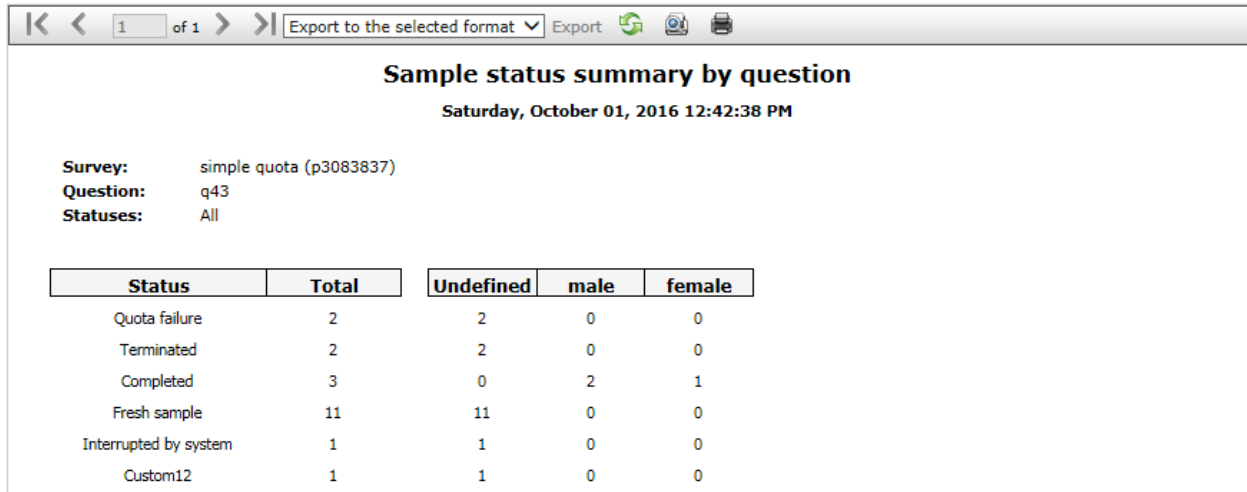 1 of 1 Export to the selected format Export
Sample status summary by question
Saturday, October 01, 2016 12:42:38 PM
Survey: simple quota (p3083837)
Question: q43
Statuses: All
Status Total Undefined male female
Quota failure 2 2 0 0
Terminated 2 2 0 0
Completed 3 0 2 1
Fresh sample 11 11 0 0
Interrupted by system 1 1 0 0
Custom12 1 1 0 0